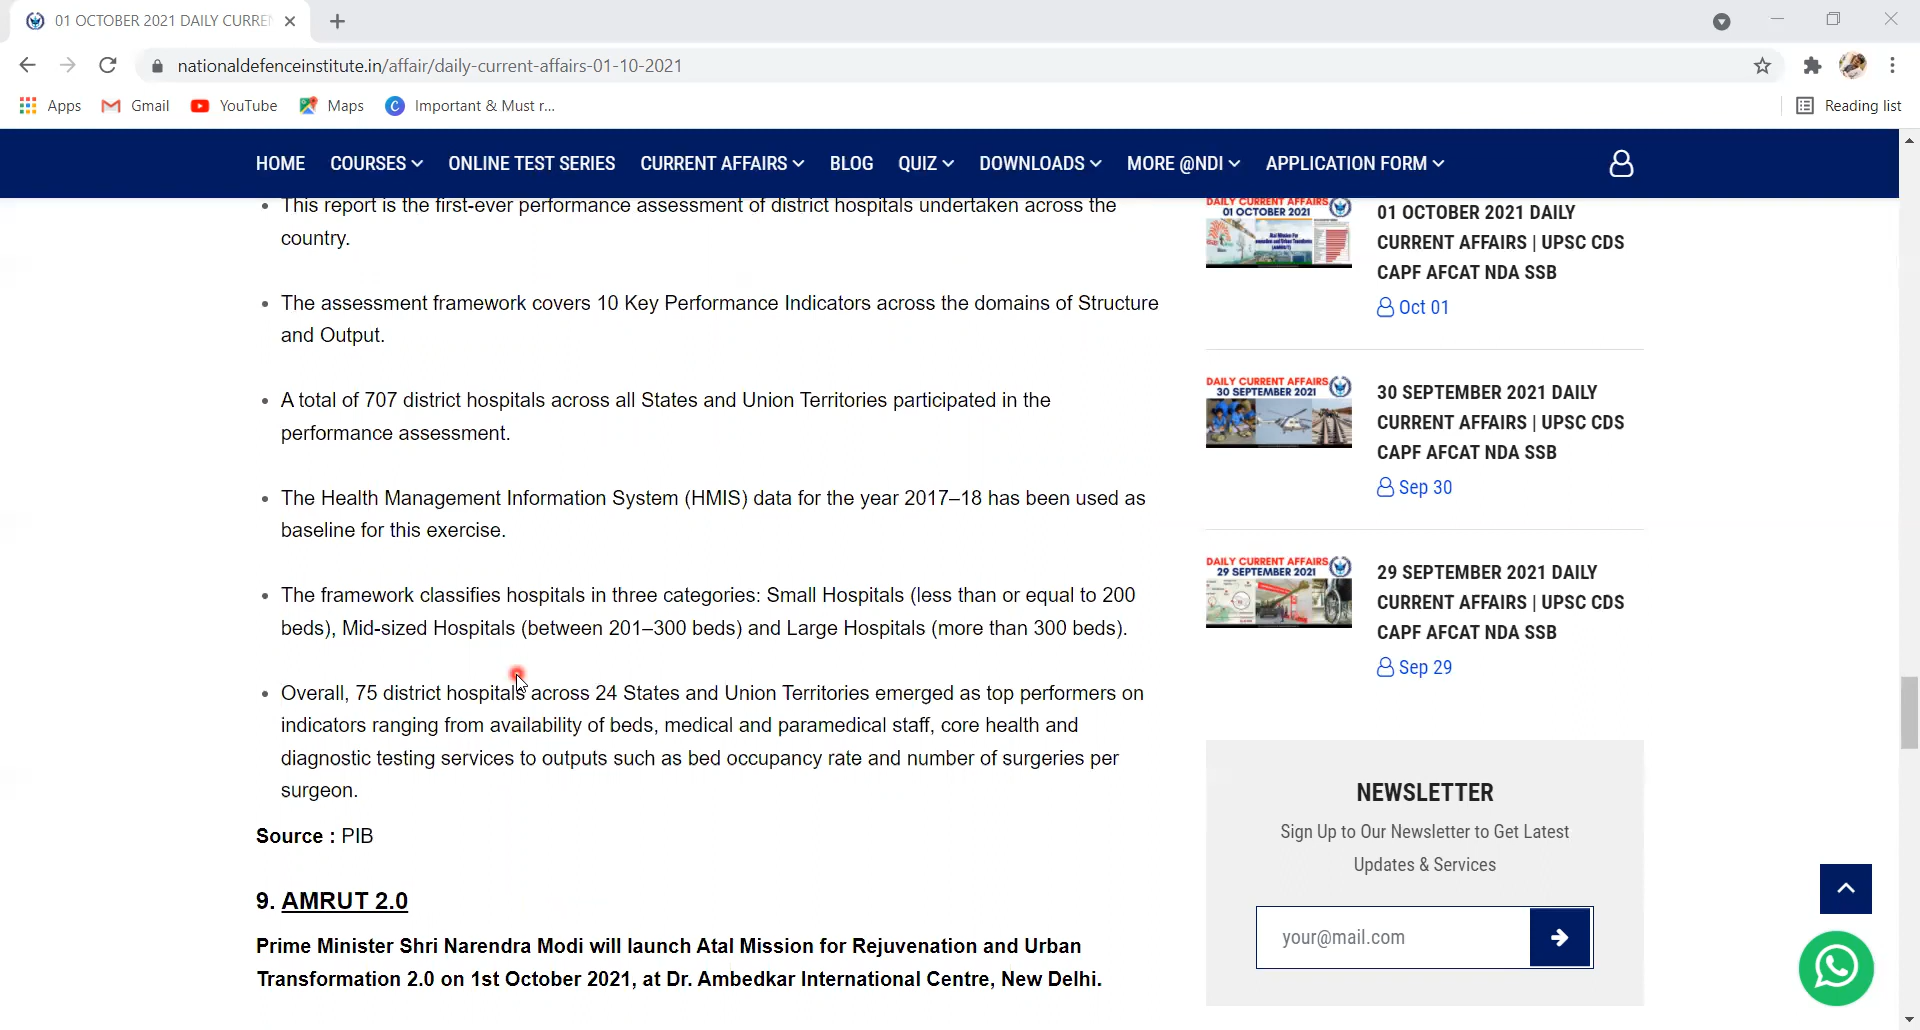 01 OCTOBER 2021 DAILY CURRE
nationaldefenceinstitute.in/affair/daily-current-affairs-01-10-2021
Apps
Gmail
YouTube
Maps
C Important & Must r...
Reading list
HOME COURSES ONLINE TEST SERIES CURRENT AFFAIRS BLOG QUIZ DOWNLOADS MORE @NDI APPLICATION FORM
• This report is the first-ever performance assessment of district hospitals undertaken across the
country.
• The assessment framework covers 10 Key Performance Indicators across the domains of Structure
and Output.
• A total of 707 district hospitals across all States and Union Territories participated in the
performance assessment.
• The Health Management Information System (HMIS) data for the year 2017–18 has been used as
baseline for this exercise.
• The framework classifies hospitals in three categories: Small Hospitals (less than or equal to 200
beds), Mid-sized Hospitals (between 201–300 beds) and Large Hospitals (more than 300 beds).
• Overall, 75 district hospitals across 24 States and Union Territories emerged as top performers on
indicators ranging from availability of beds, medical and paramedical staff, core health and
diagnostic testing services to outputs such as bed occupancy rate and number of surgeries per
surgeon.
Source : PIB
9. AMRUT 2.0
Prime Minister Shri Narendra Modi will launch Atal Mission for Rejuvenation and Urban
Transformation 2.0 on 1st October 2021, at Dr. Ambedkar International Centre, New Delhi.
DAILY CURRENT AFFAIRS
01 OCTOBER 2021
01 OCTOBER 2021 DAILY
CURRENT AFFAIRS | UPSC CDS
CAPF AFCAT NDA SSB
Oct 01
DAILY CURRENT AFFAIRS
30 SEPTEMBER 2021
30 SEPTEMBER 2021 DAILY
CURRENT AFFAIRS | UPSC CDS
CAPF AFCAT NDA SSB
Sep 30
DAILY CURRENT AFFAIRS
29 SEPTEMBER 2021
29 SEPTEMBER 2021 DAILY
CURRENT AFFAIRS | UPSC CDS
CAPF AFCAT NDA SSB
Sep 29
NEWSLETTER
Sign Up to Our Newsletter to Get Latest
Updates & Services
your@mail.com